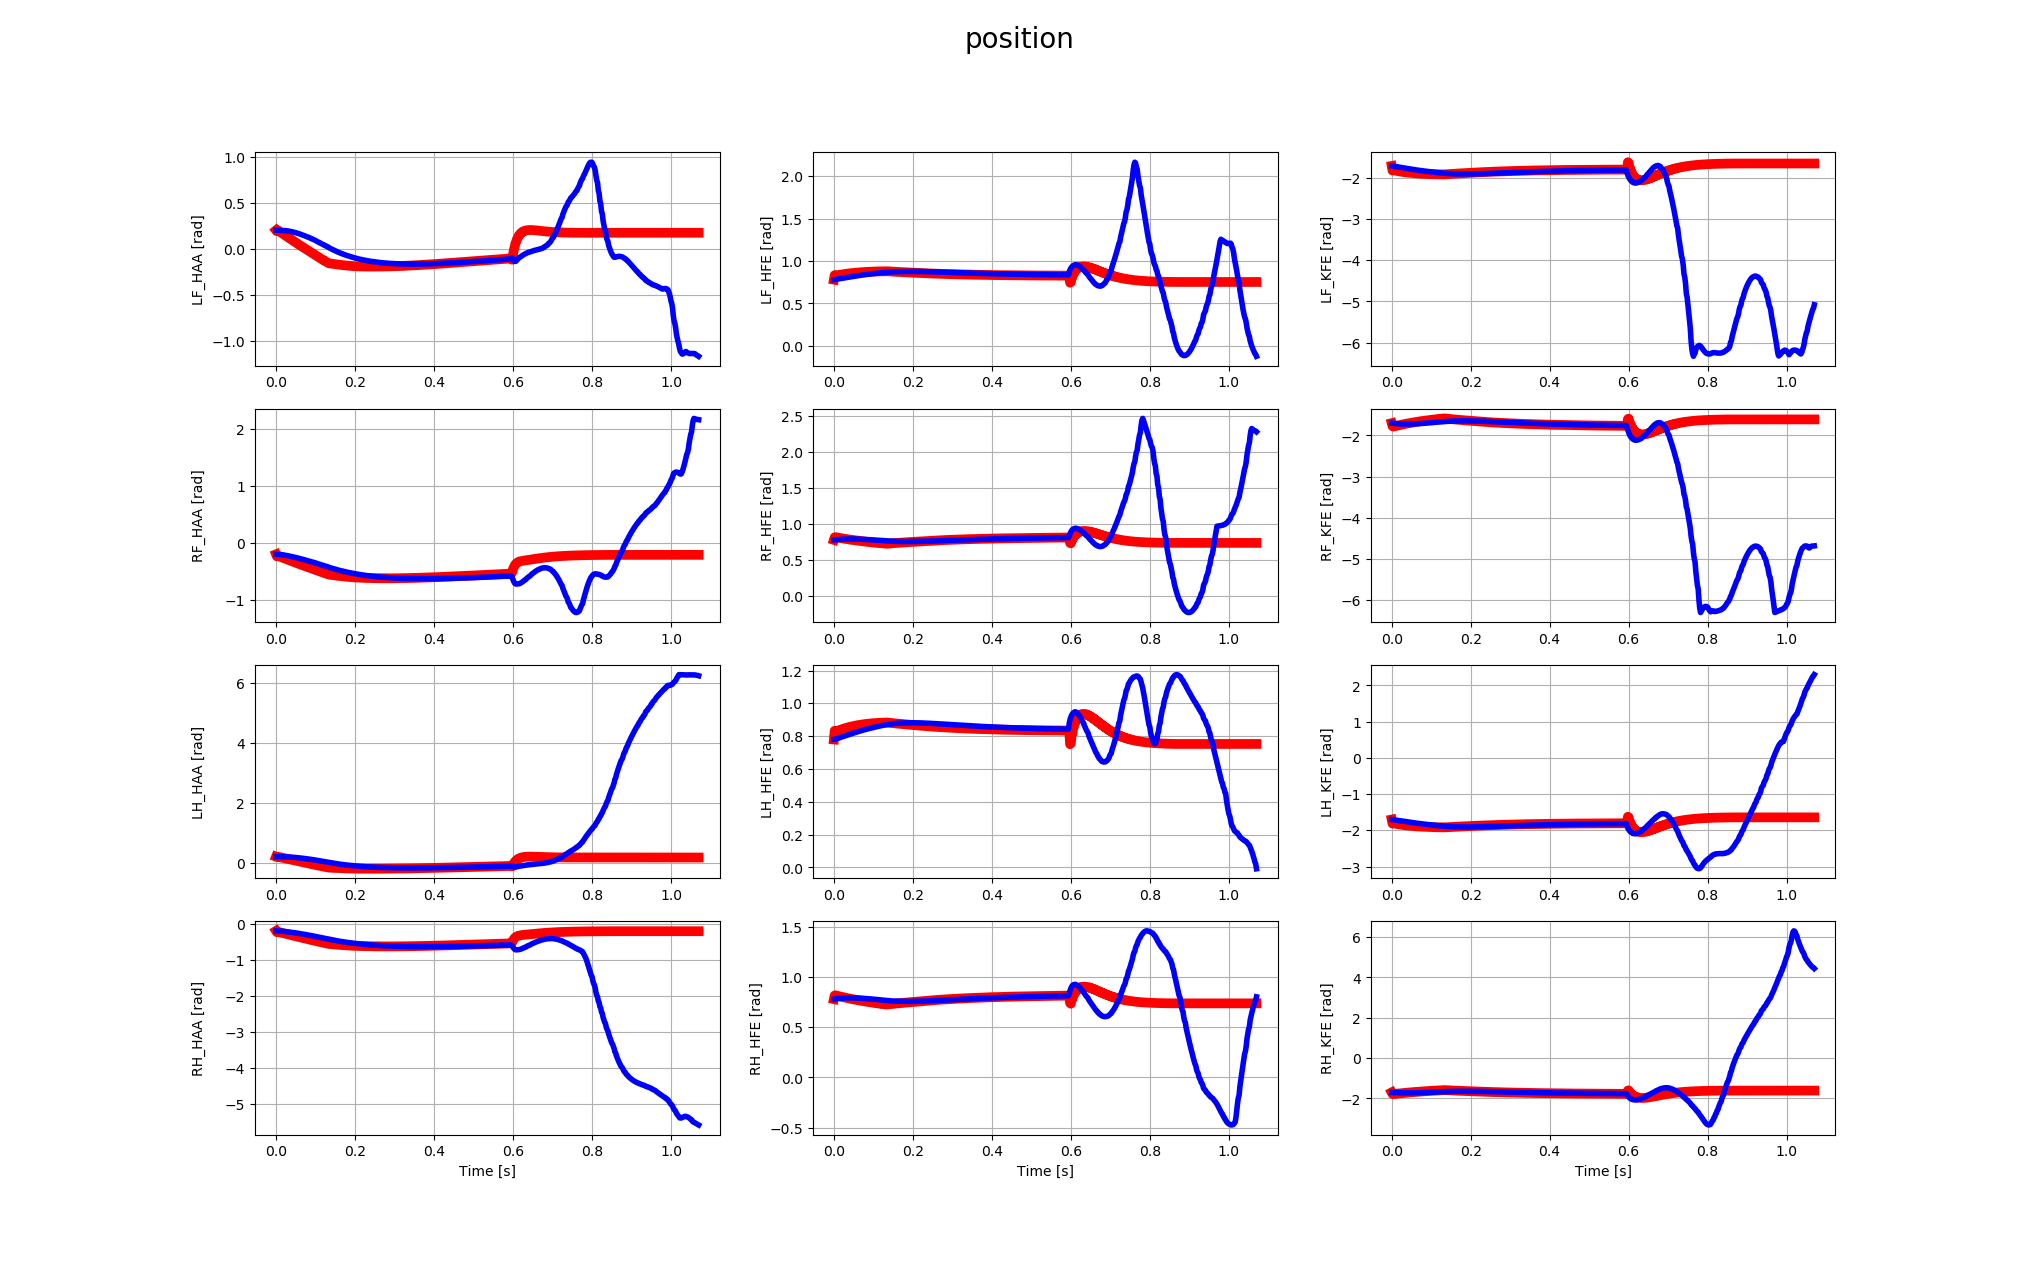 position
LF_HAA [rad]
1.0
0.5
0.0
−0.5
−1.0
0.0 0.2 0.4 0.6 0.8 1.0
LF_HFE [rad]
2.0
1.5
1.0
0.5
0.0
0.0 0.2 0.4 0.6 0.8 1.0
LF_KFE [rad]
−2
−3
−4
−5
−6
0.0 0.2 0.4 0.6 0.8 1.0
RF_HAA [rad]
2
1
0
−1
0.0 0.2 0.4 0.6 0.8 1.0
RF_HFE [rad]
2.5
2.0
1.5
1.0
0.5
0.0
0.0 0.2 0.4 0.6 0.8 1.0
RF_KFE [rad]
−2
−3
−4
−5
−6
0.0 0.2 0.4 0.6 0.8 1.0
LH_HAA [rad]
6
4
2
0
0.0 0.2 0.4 0.6 0.8 1.0
LH_HFE [rad]
1.2
1.0
0.8
0.6
0.4
0.2
0.0
0.0 0.2 0.4 0.6 0.8 1.0
LH_KFE [rad]
2
1
0
−1
−2
−3
0.0 0.2 0.4 0.6 0.8 1.0
RH_HAA [rad]
0
−1
−2
−3
−4
−5
0.0 0.2 0.4 0.6 0.8 1.0
Time [s]
RH_HFE [rad]
1.5
1.0
0.5
0.0
−0.5
0.0 0.2 0.4 0.6 0.8 1.0
Time [s]
RH_KFE [rad]
6
4
2
0
−2
0.0 0.2 0.4 0.6 0.8 1.0
Time [s]